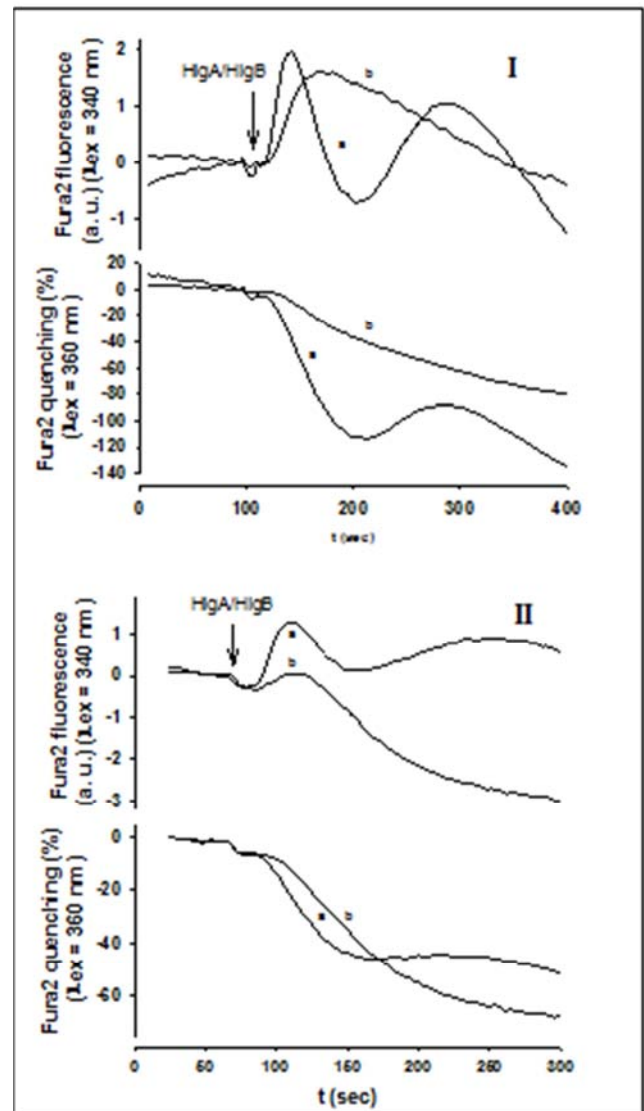 Fura2 fluorescence
(a. u.) (λex = 340 nm)
2
1
0
-1
HlgA/HlgB
I
a
b
Fura2 quenching (%)
(λex = 360 nm)
20
0
-20
-40
-60
-80
-100
-120
-140
a
b
0
100
200
300
400
t (sec)
Fura2 fluorescence
(a. u.) (λex = 340 nm)
1
0
-1
-2
-3
HlgA/HlgB
II
a
b
Fura2 quenching (%)
(λex = 360 nm)
0
-20
-40
-60
a b
0
50
100
150
200
250
300
t (sec)